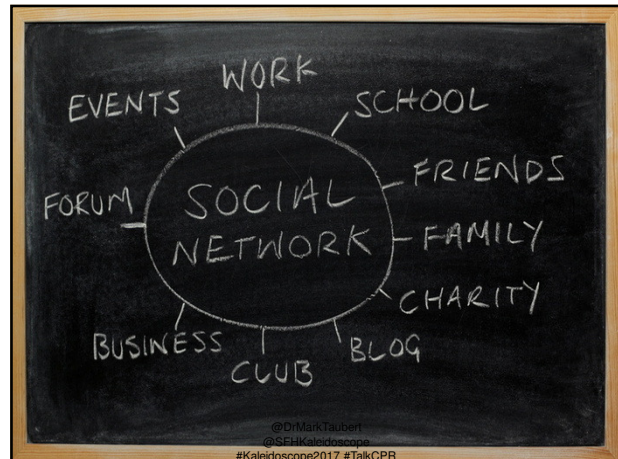 WORK
EVENTS
SCHOOL
FRIENDS
FORUM
SOCIAL
NETWORK
FAMILY
CHARITY
BUSINESS
BLOG
CLUB
@DrMarkTaubert
@SFHKaleidoscope
#Kaleidoscope2017 #TalkCPR